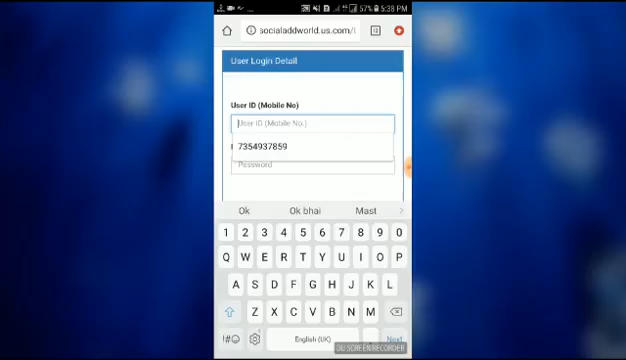 57% 5:38 PM
socialaddworld.us.com/
12
User Login Detail
User ID (Mobile No)
User ID (Mobile No.)
7354937859
Password
Ok Ok bhai Mast
1 2 3 4 5 6 7 8 9 0
Q W E R T Y U I O P
A S D F G H J K L
Z X C V B N M
!#☺ English (UK) Next
DU SCREEN RECORDER